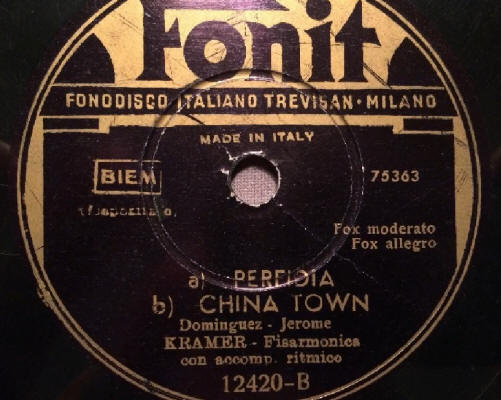 Fonit
FONODISCO ITALIANO TREVISAN • MILANO
MADE IN ITALY
BIEM
75363
Fox moderato
Fox allegro
a) PERFIDIA
b) CHINA TOWN
Dominguez - Jerome
KRAMER - Fisarmonica
con accomp. ritmico
12420-B